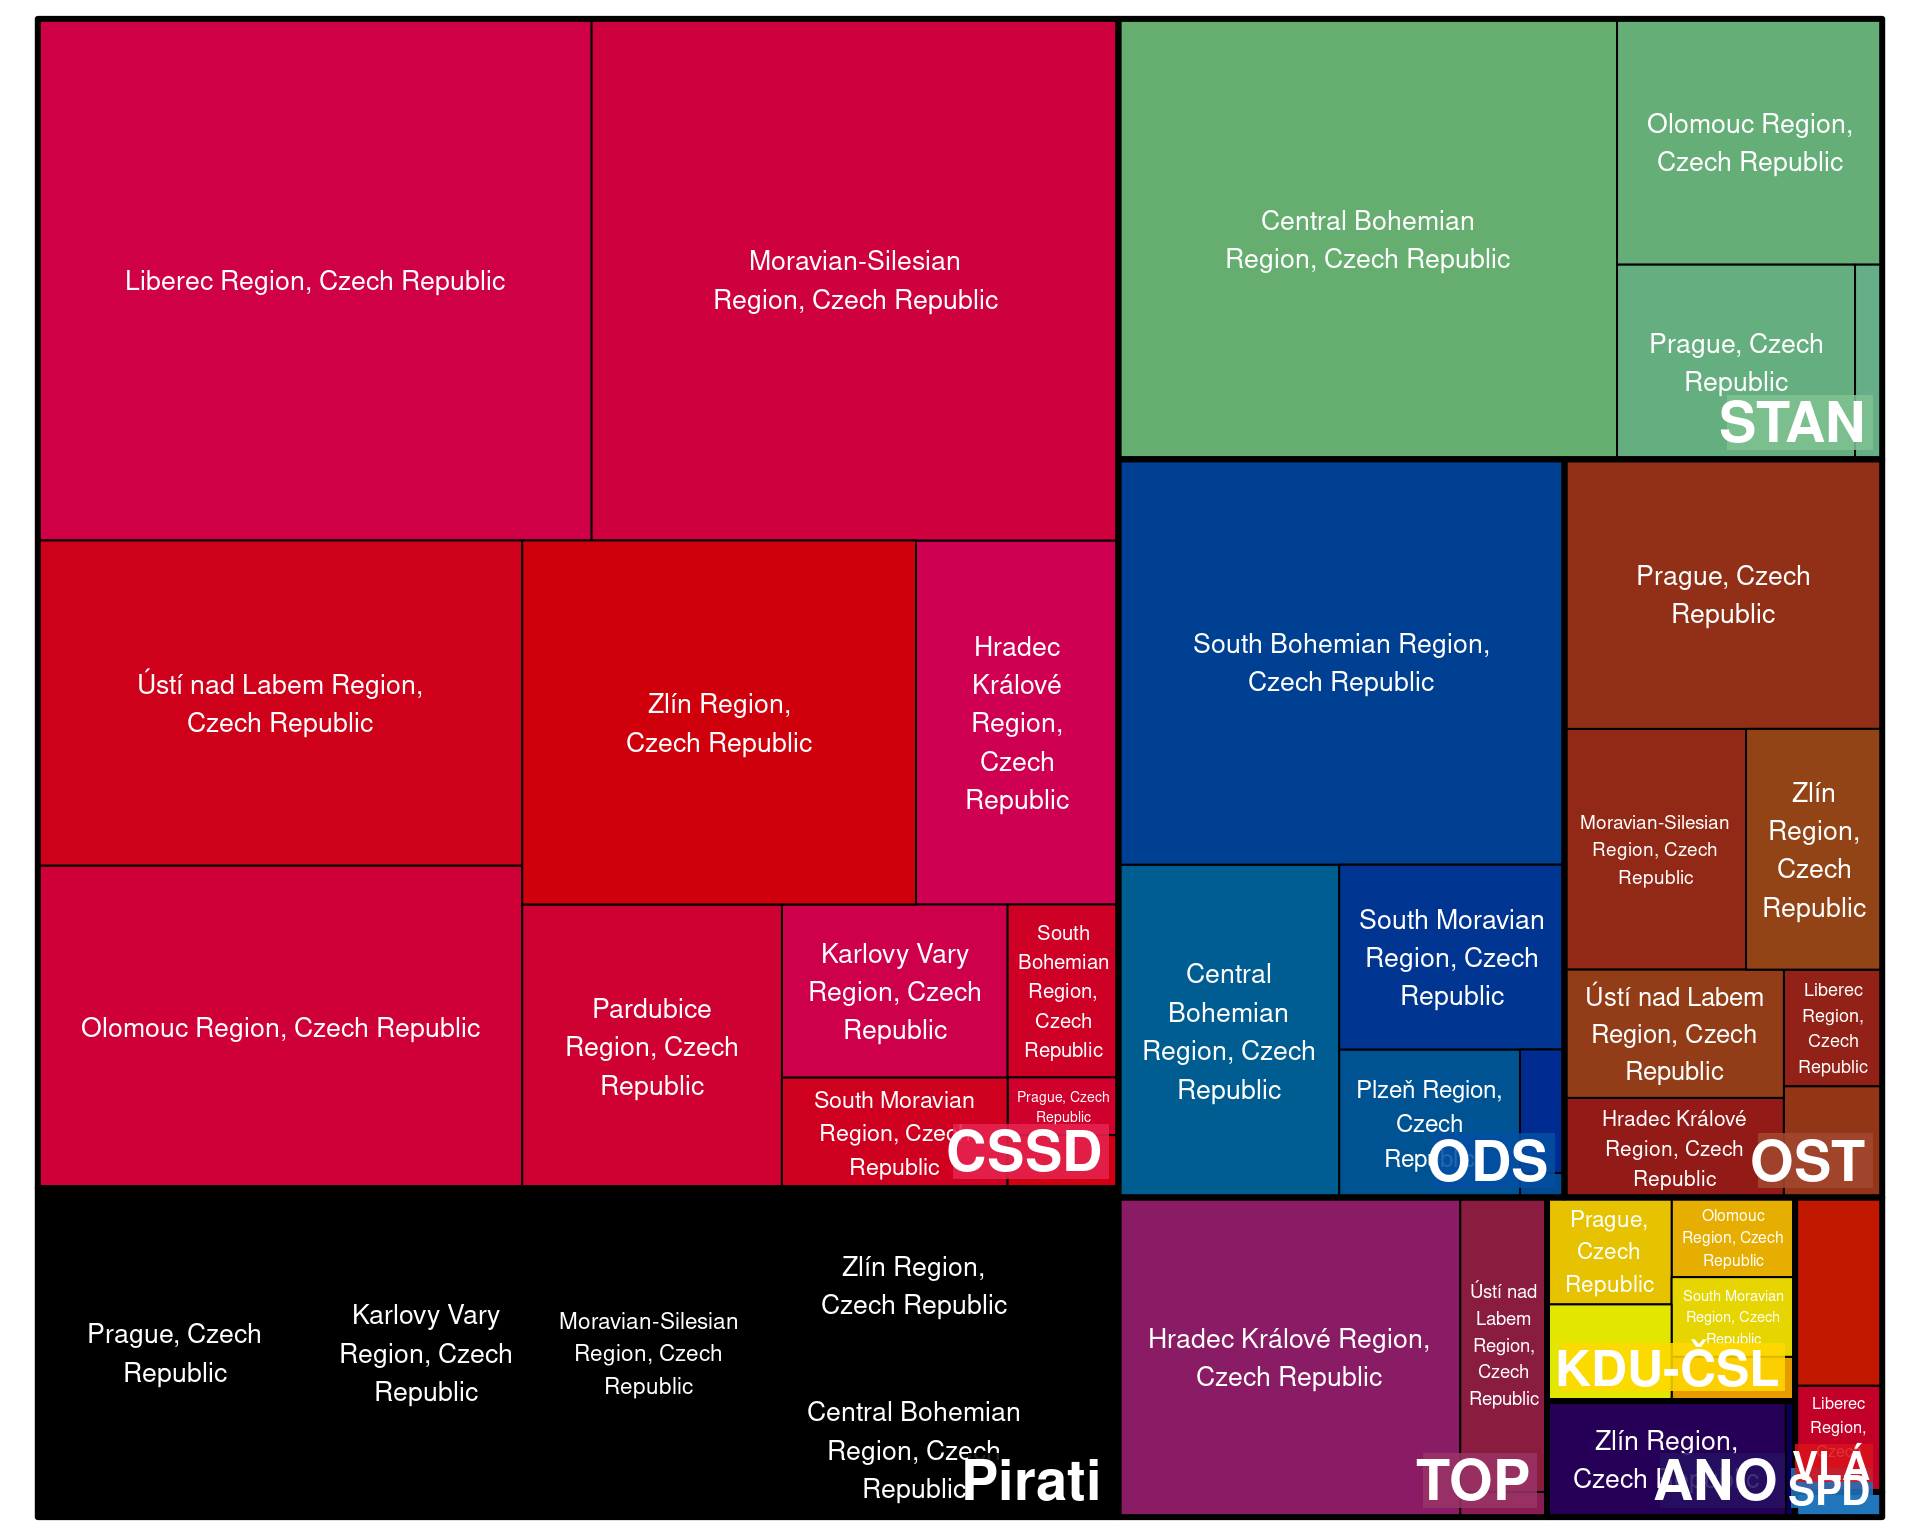 Liberec Region, Czech Republic
Moravian-Silesian
Region, Czech Republic
Ústí nad Labem Region,
Czech Republic
Zlín Region,
Czech Republic
Hradec
Králové
Region,
Czech
Republic
Olomouc Region, Czech Republic
Pardubice
Region, Czech
Republic
Karlovy Vary
Region, Czech
Republic
South
Bohemian
Region,
Czech
Republic
South Moravian
Region, Czech
Republic
Prague, Czech
Republic
CSSD
Central Bohemian
Region, Czech Republic
Olomouc Region,
Czech Republic
Prague, Czech
Republic
STAN
South Bohemian Region,
Czech Republic
Central
Bohemian
Region, Czech
Republic
South Moravian
Region, Czech
Republic
Plzeň Region,
Czech
Republic
ODS
Prague, Czech
Republic
Moravian-Silesian
Region, Czech
Republic
Zlín
Region,
Czech
Republic
Ústí nad Labem
Region, Czech
Republic
Liberec
Region,
Czech
Republic
Hradec Králové
Region, Czech
Republic
OST
Prague, Czech
Republic
Karlovy Vary
Region, Czech
Republic
Moravian-Silesian
Region, Czech
Republic
Zlín Region,
Czech Republic
Central Bohemian
Region, Czech
Republic
Pirati
Hradec Králové Region,
Czech Republic
Ústí nad
Labem
Region,
Czech
Republic
TOP
Prague,
Czech
Republic
Olomouc
Region, Czech
Republic
South Moravian
Region, Czech
Republic
KDU-ČSL
Zlín Region,
Czech Republic
ANO
Liberec
Region,
Czech
VLÁ
SPD